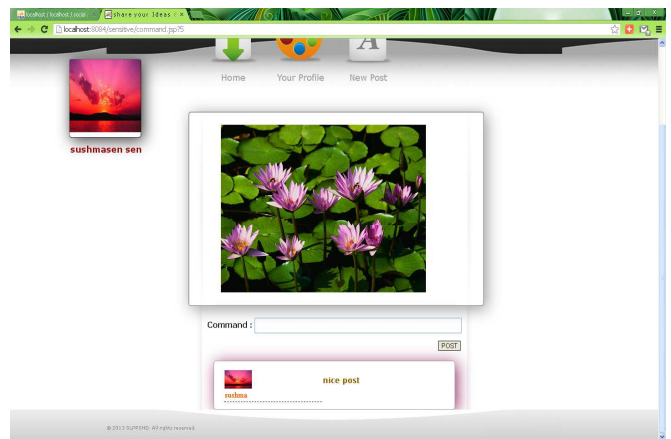 localhost / localhost / social
share your Ideas
localhost:8084/sensitive/command.jsp?5
Home
Your Profile
New Post
A
sushmasen sen
Command :
POST
nice post
sushma